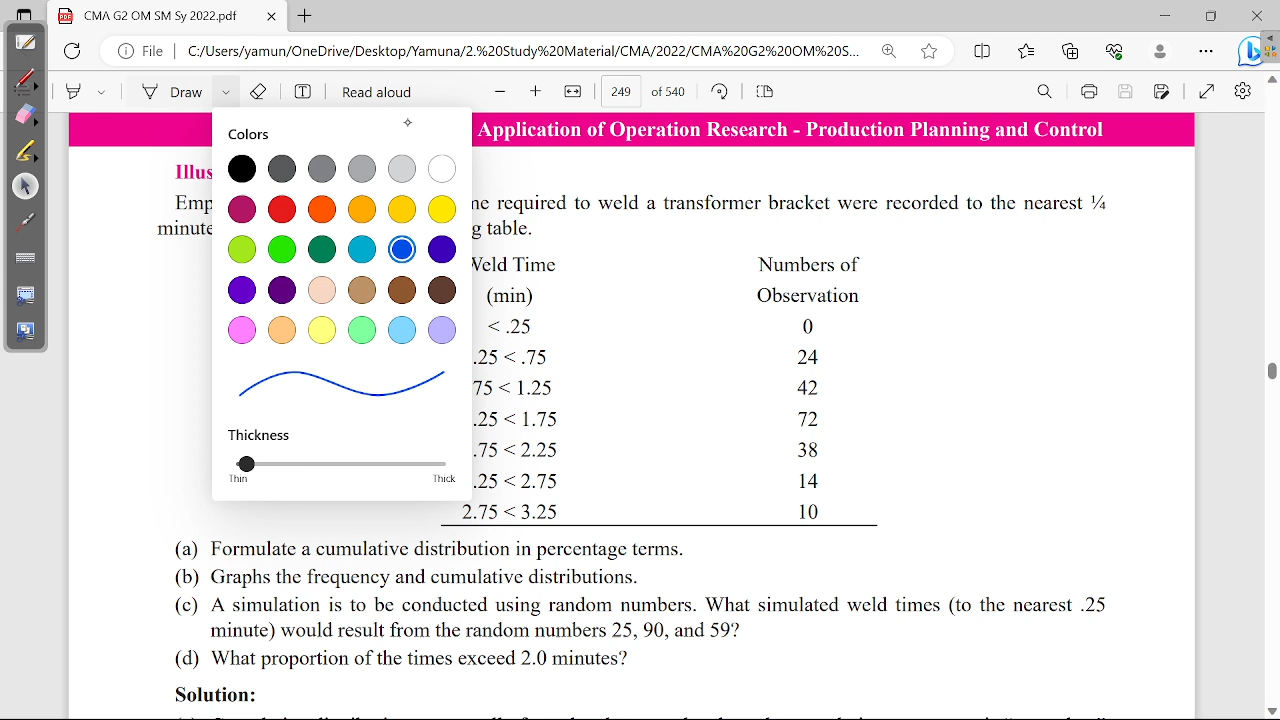 CMA G2 OM SM Sy 2022.pdf
File
C:/Users/yamun/OneDrive/Desktop/Yamuna/2.%20Study%20Material/CMA/2022/CMA%20G2%20OM%20S...
Draw
Read aloud
249 of 540
Application of Operation Research - Production Planning and Control
Colors
Thickness
Thin Thick
Illus
Emp
me required to weld a transformer bracket were recorded to the nearest ¼
minute
g table.
Weld Time Numbers of
(min) Observation
< .25 0
.25 < .75 24
.75 < 1.25 42
.25 < 1.75 72
.75 < 2.25 38
.25 < 2.75 14
2.75 < 3.25 10
(a) Formulate a cumulative distribution in percentage terms.
(b) Graphs the frequency and cumulative distributions.
(c) A simulation is to be conducted using random numbers. What simulated weld times (to the nearest .25
minute) would result from the random numbers 25, 90, and 59?
(d) What proportion of the times exceed 2.0 minutes?
Solution: